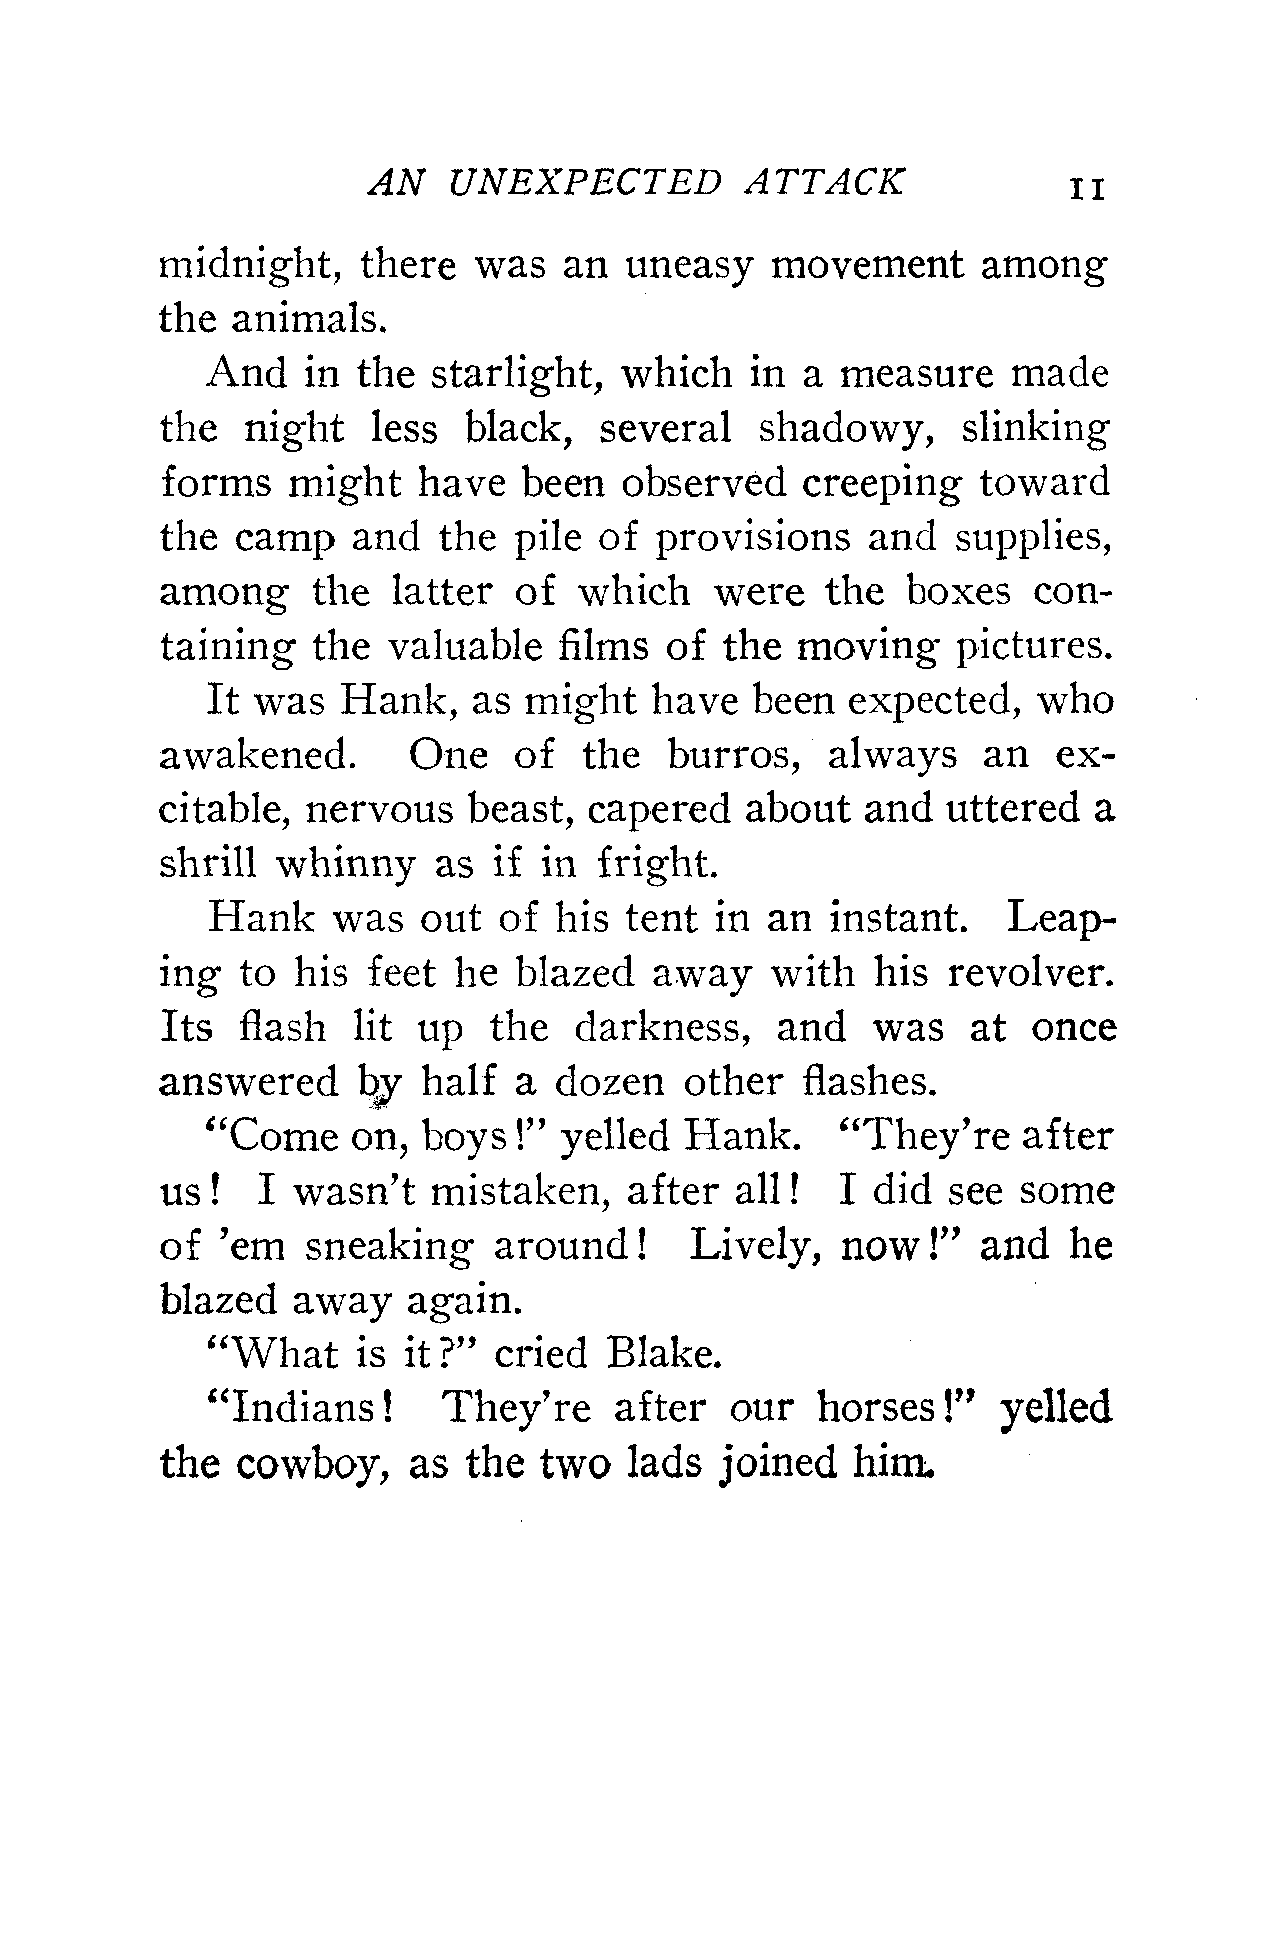 AN UNEXPECTED ATTACK 11
midnight, there was an uneasy movement among
the animals.
And in the starlight, which in a measure made
the night less black, several shadowy, slinking
forms might have been observed creeping toward
the camp and the pile of provisions and supplies,
among the latter of which were the boxes con-
taining the valuable films of the moving pictures.
It was Hank, as might have been expected, who
awakened. One of the burros, always an ex-
citable, nervous beast, capered about and uttered a
shrill whinny as if in fright.
Hank was out of his tent in an instant. Leap-
ing to his feet he blazed away with his revolver.
Its flash lit up the darkness, and was at once
answered by half a dozen other flashes.
“Come on, boys!” yelled Hank. “They’re after
us! I wasn’t mistaken, after all! I did see some
of ’em sneaking around! Lively, now!” and he
blazed away again.
“What is it?” cried Blake.
“Indians! They’re after our horses!” yelled
the cowboy, as the two lads joined him.